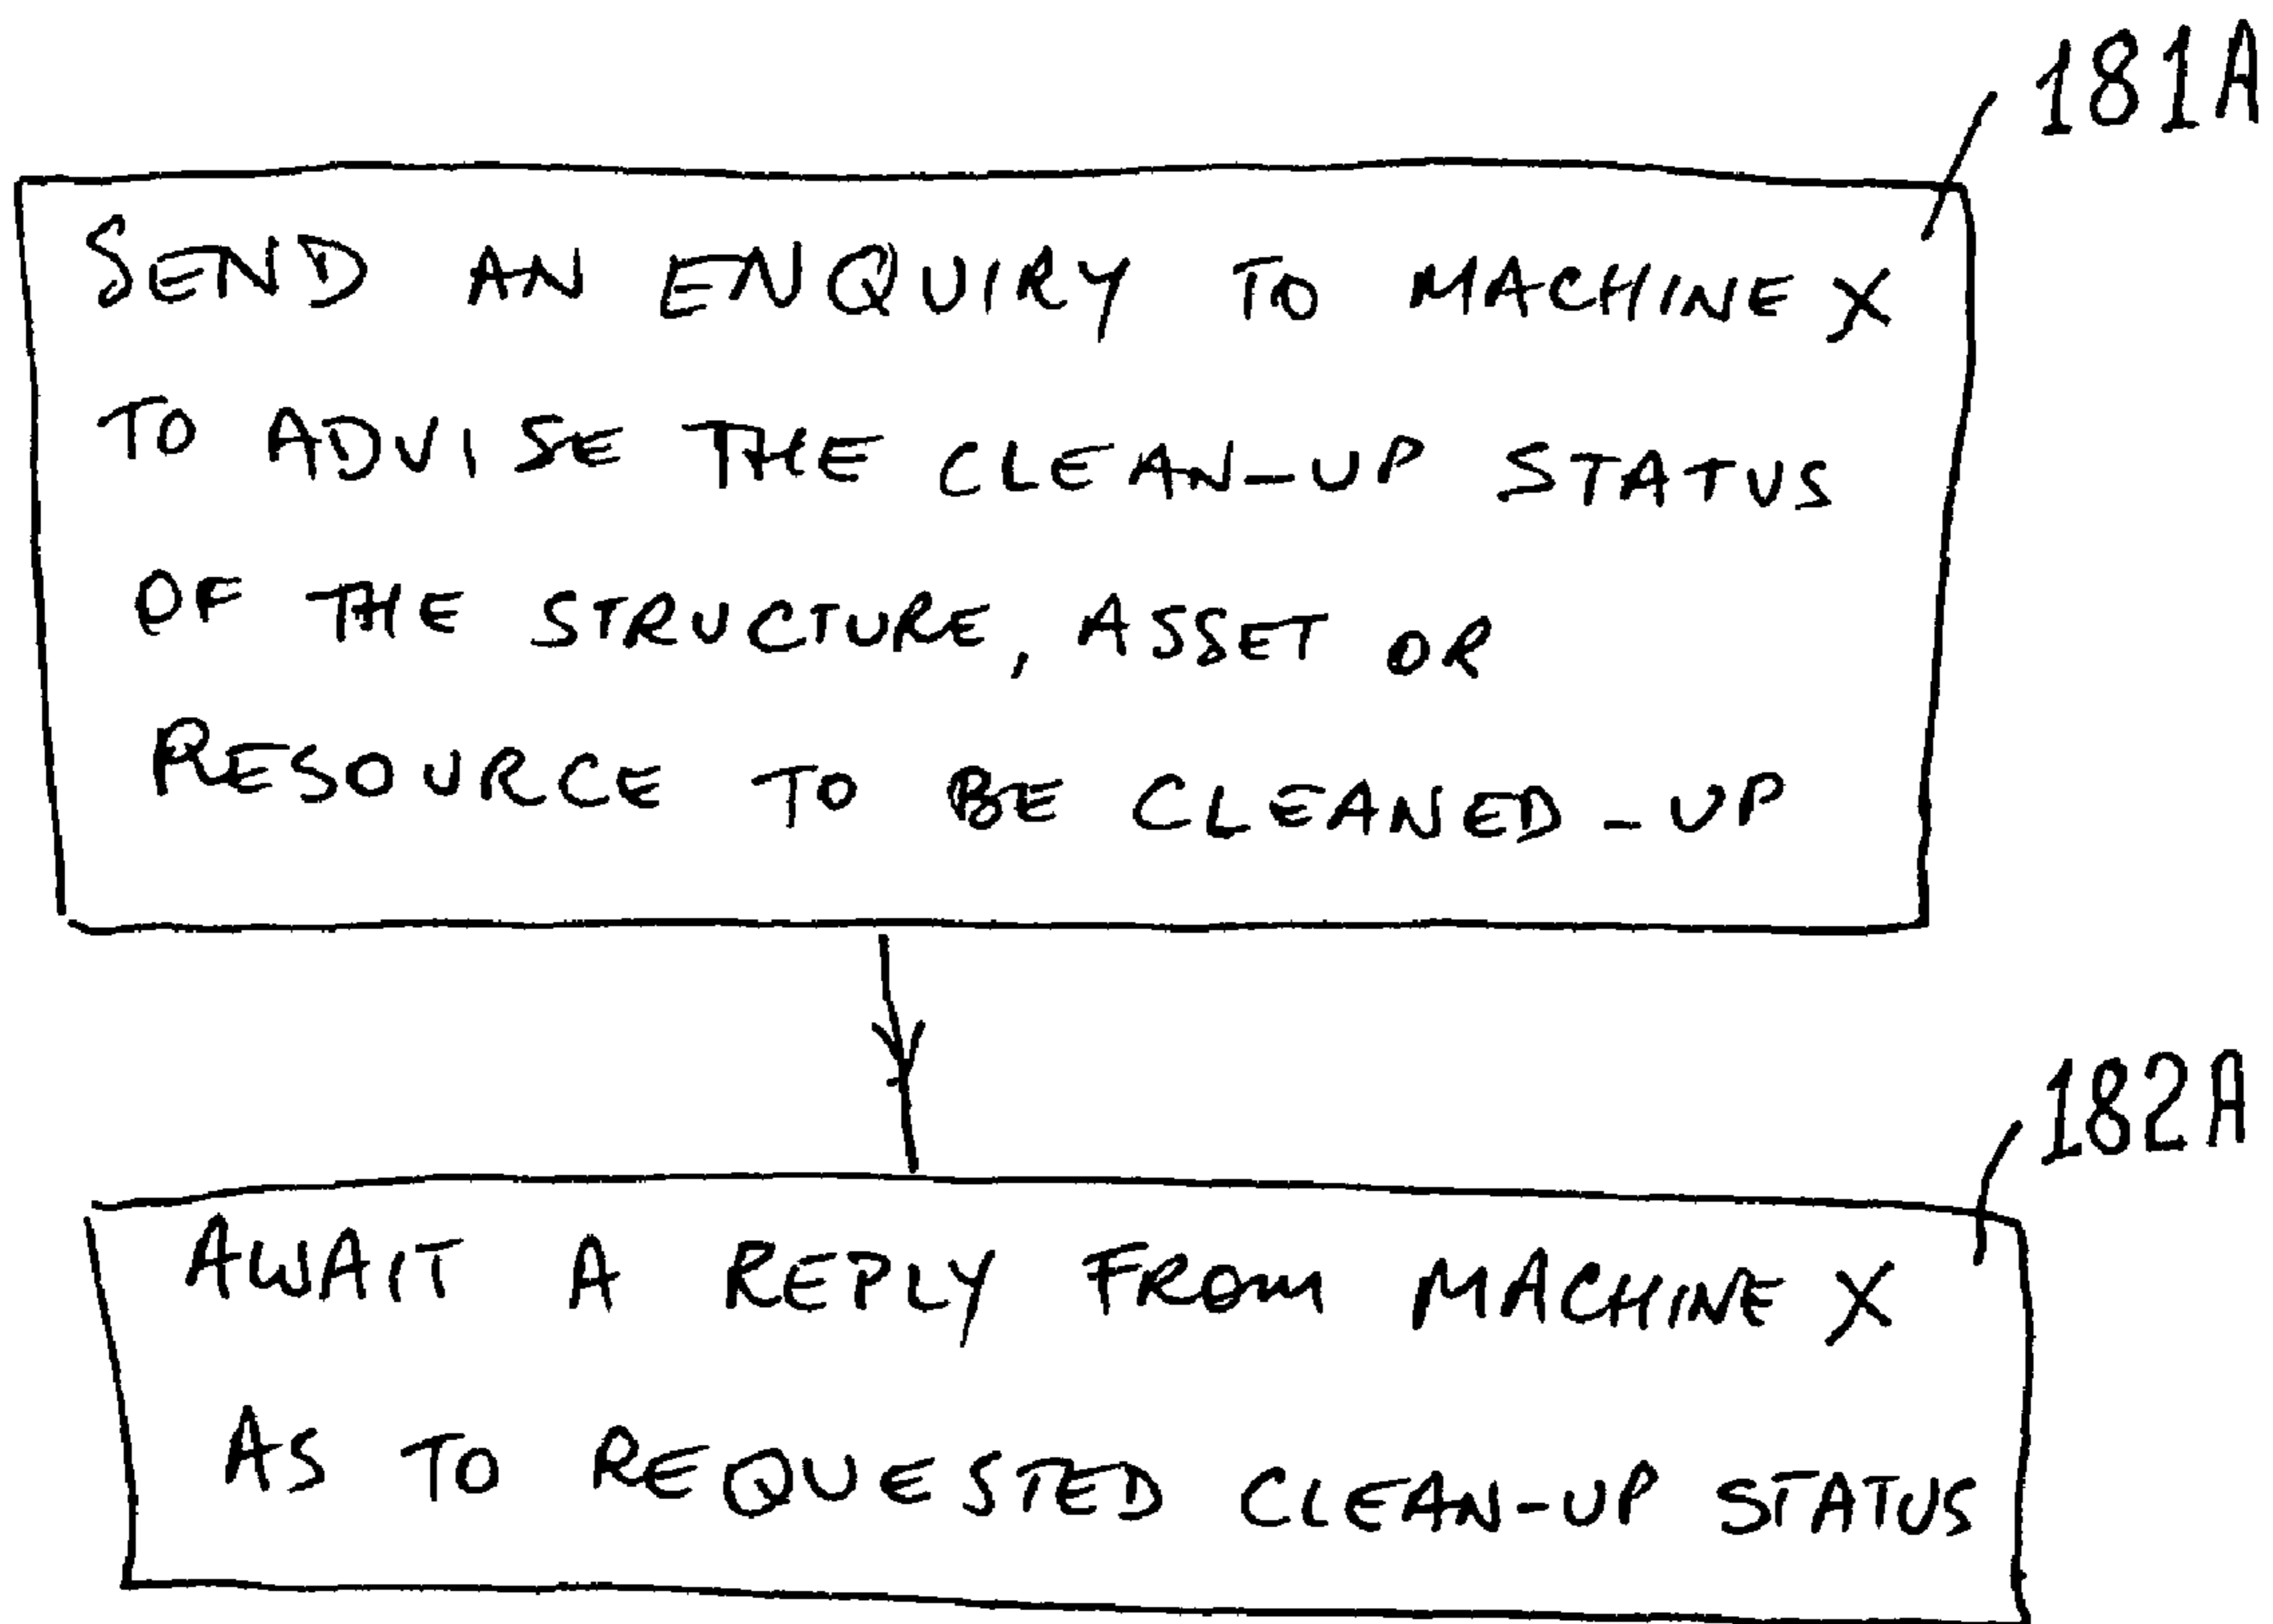 181A
SEND AN ENQUIRY TO MACHINE X
TO ADVISE THE CLEAN-UP STATUS
OF THE STRUCTURE, ASSET OR
RESOURCE TO BE CLEANED-UP
182A
AWAIT A REPLY FROM MACHINE X
AS TO REQUESTED CLEAN-UP STATUS